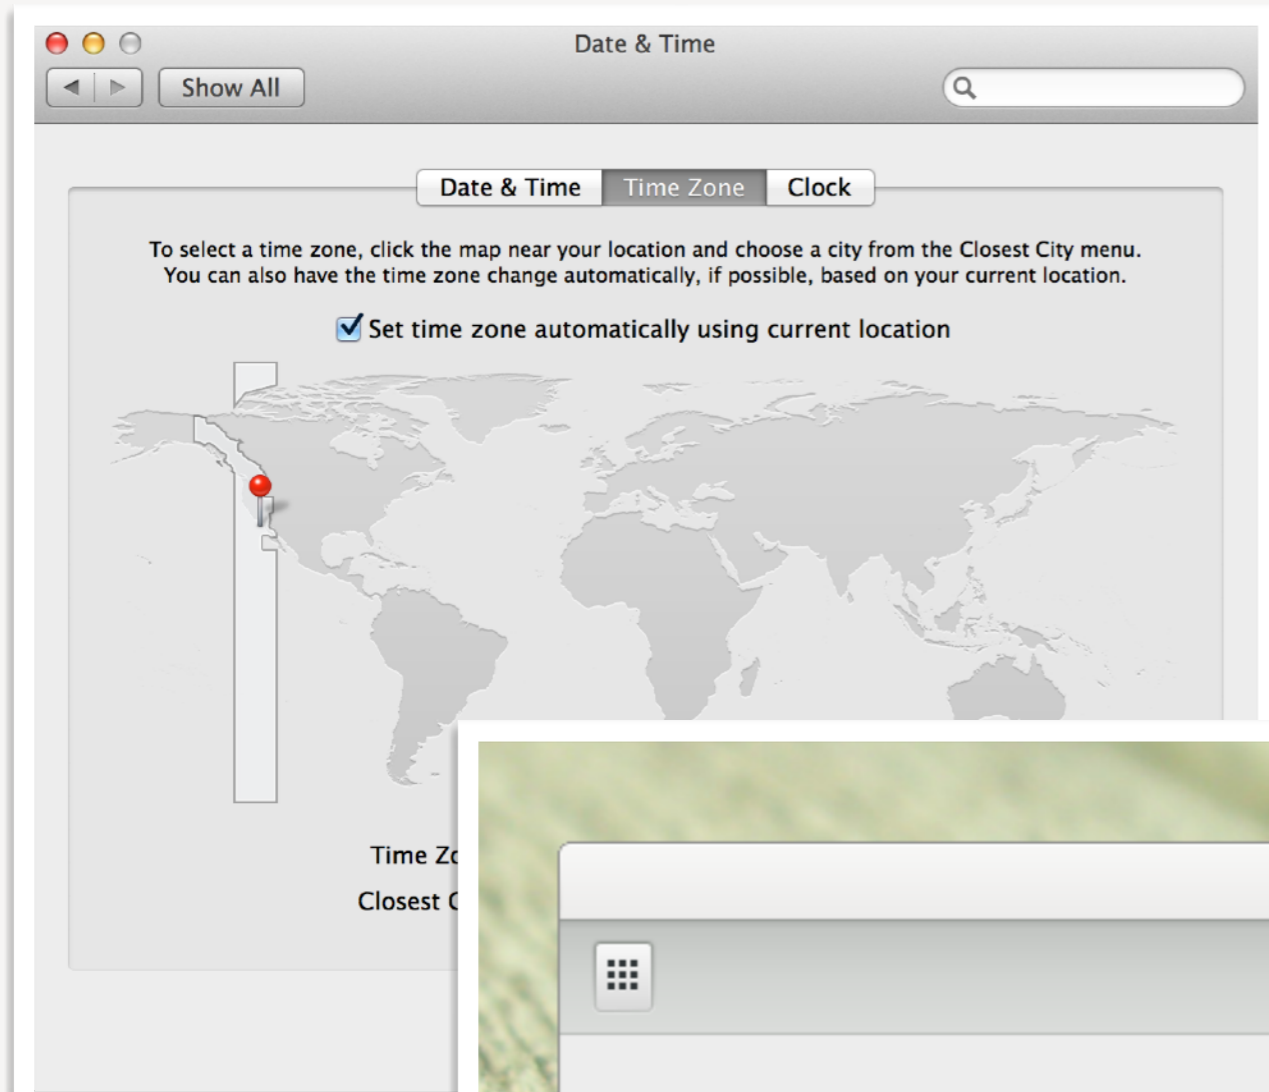 Date & Time
Show All
Date & Time Time Zone Clock
To select a time zone, click the map near your location and choose a city from the Closest City menu.
You can also have the time zone change automatically, if possible, based on your current location.
Set time zone automatically using current location
Time
Closest